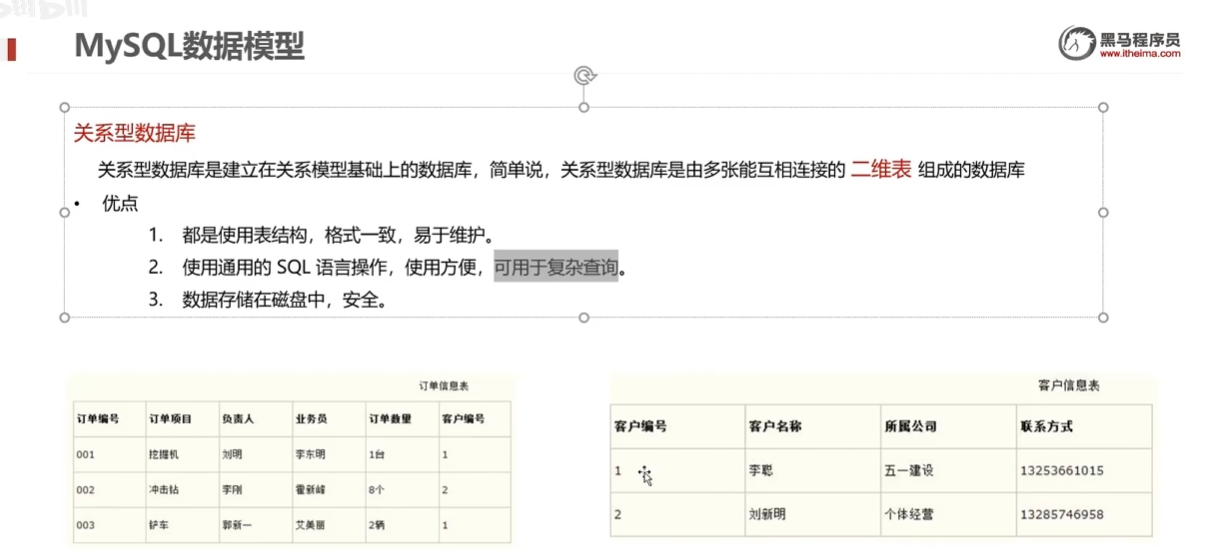 MySQL数据模型
黑马程序员
www.itheima.com
关系型数据库
关系型数据库是建立在关系模型基础上的数据库，简单说，关系型数据库是由多张能互相连接的 二维表 组成的数据库
• 优点
1. 都是使用表结构，格式一致，易于维护。
2. 使用通用的 SQL 语言操作，使用方便，可用于复杂查询。
3. 数据存储在磁盘中，安全。
订单信息表
订单编号 订单项目 负责人 业务员 订单数量 客户编号
001 挖掘机 刘明 李东明 1台 1
002 冲击钻 李刚 霍新峰 8个 2
003 铲车 郭新一 艾美丽 2辆 1
客户信息表
客户编号 客户名称 所属公司 联系方式
1 李聪 五一建设 13253661015
2 刘新明 个体经营 13285746958